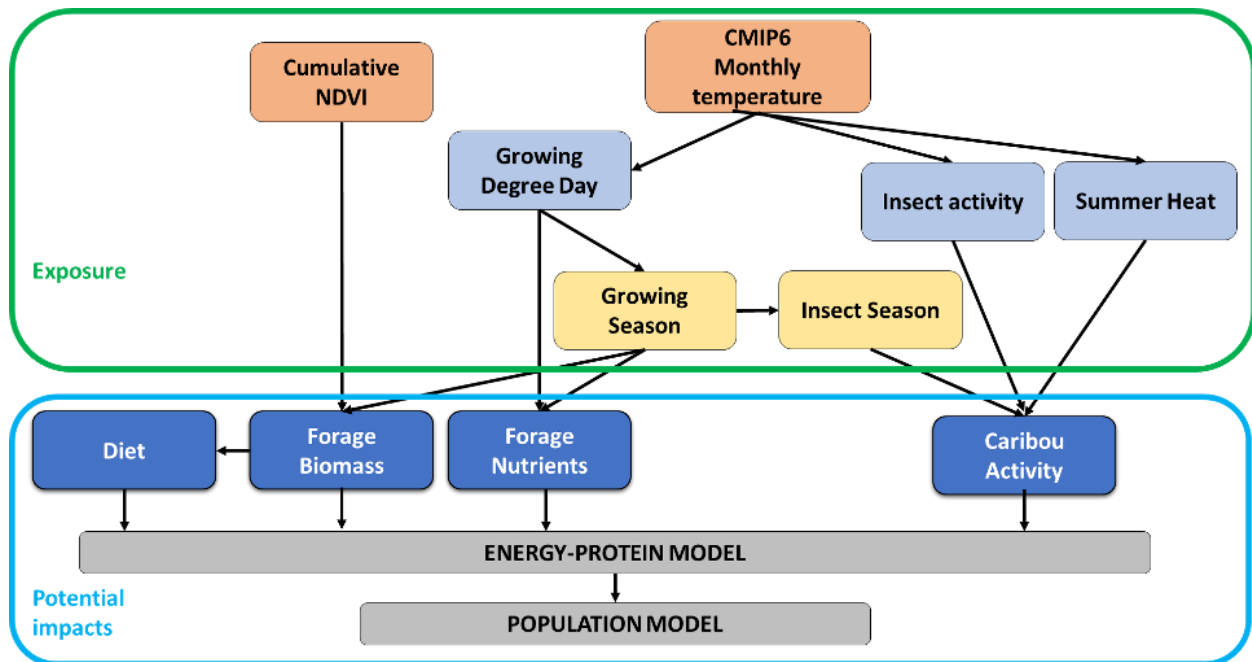 Cumulative
NDVI
CMIP6
Monthly
temperature
Growing
Degree Day
Insect activity
Summer Heat
Exposure
Growing
Season
Insect Season
Diet
Forage
Biomass
Forage
Nutrients
Caribou
Activity
ENERGY-PROTEIN MODEL
Potential
impacts
POPULATION MODEL